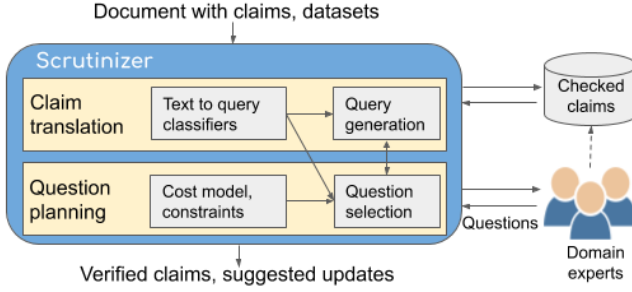 Document with claims, datasets
Scrutinizer
Claim
translation
Text to query
classifiers
Query
generation
Checked
claims
Question
planning
Cost model,
constraints
Question
selection
Questions
Domain
experts
Verified claims, suggested updates